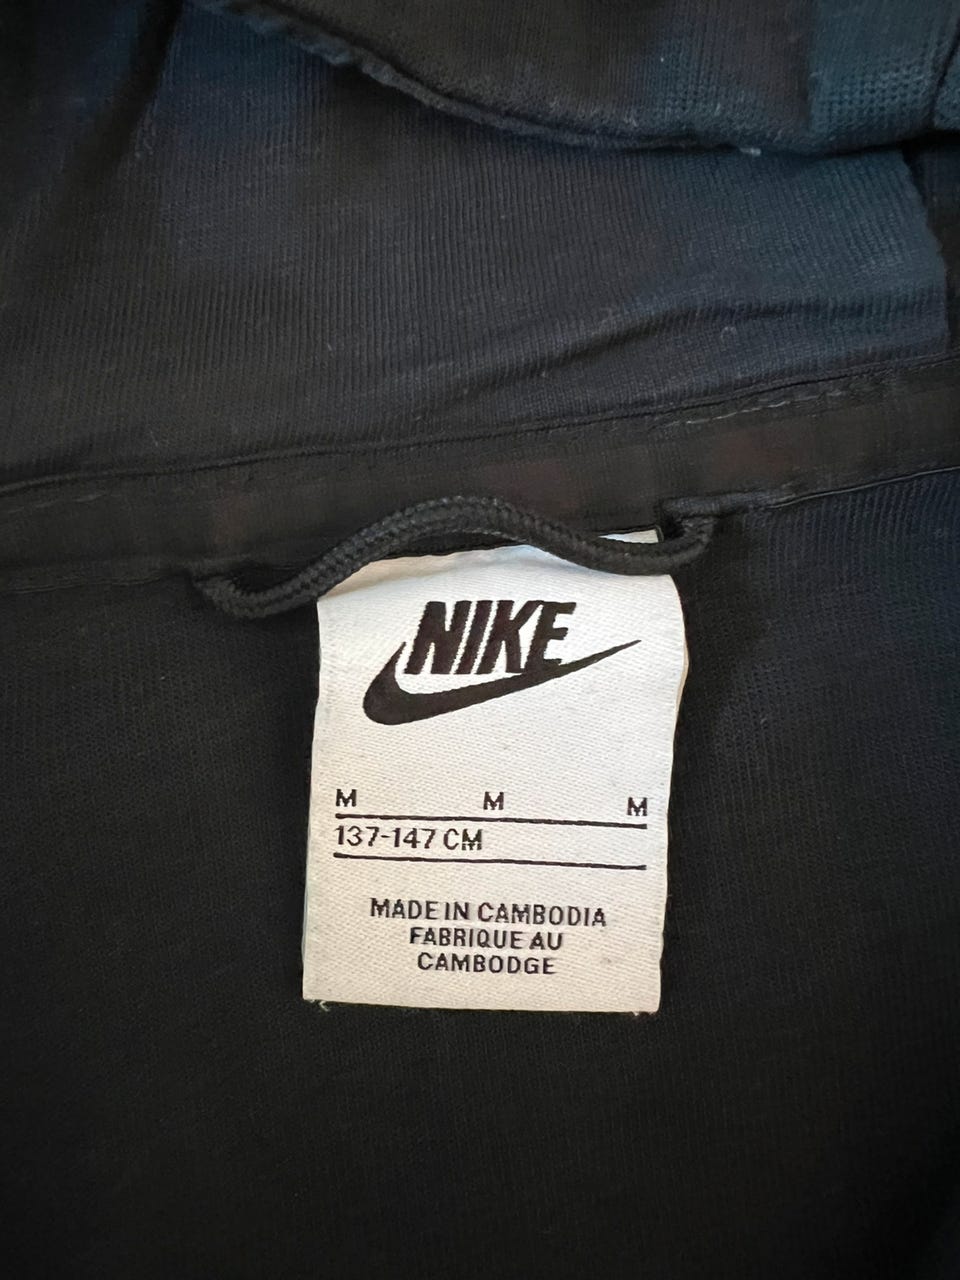 NIKE
M M M
137-147 CM
MADE IN CAMBODIA
FABRIQUE AU
CAMBODGE